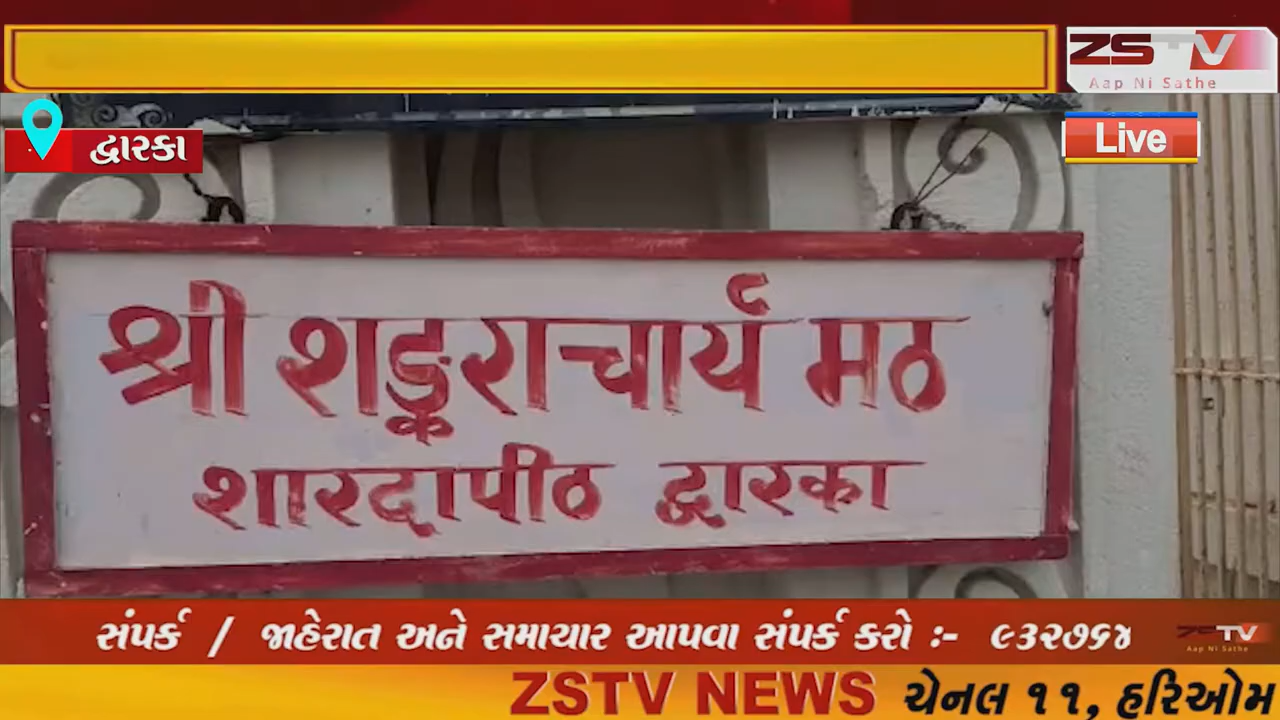 ZSTV
Aap Ni Sathe
દ્વારકા
Live
श्री शङ्कराचार्य मठ
शारदापीठ द्वारका
સંપર્ક / જાહેરાત અને સમાચાર આપવા સંપર્ક કરો :- ૯૩૨૭૬૪
ZSTV
Aap Ni Sathe
ZSTV NEWS ચેનલ ૧૧, હરિઓમ